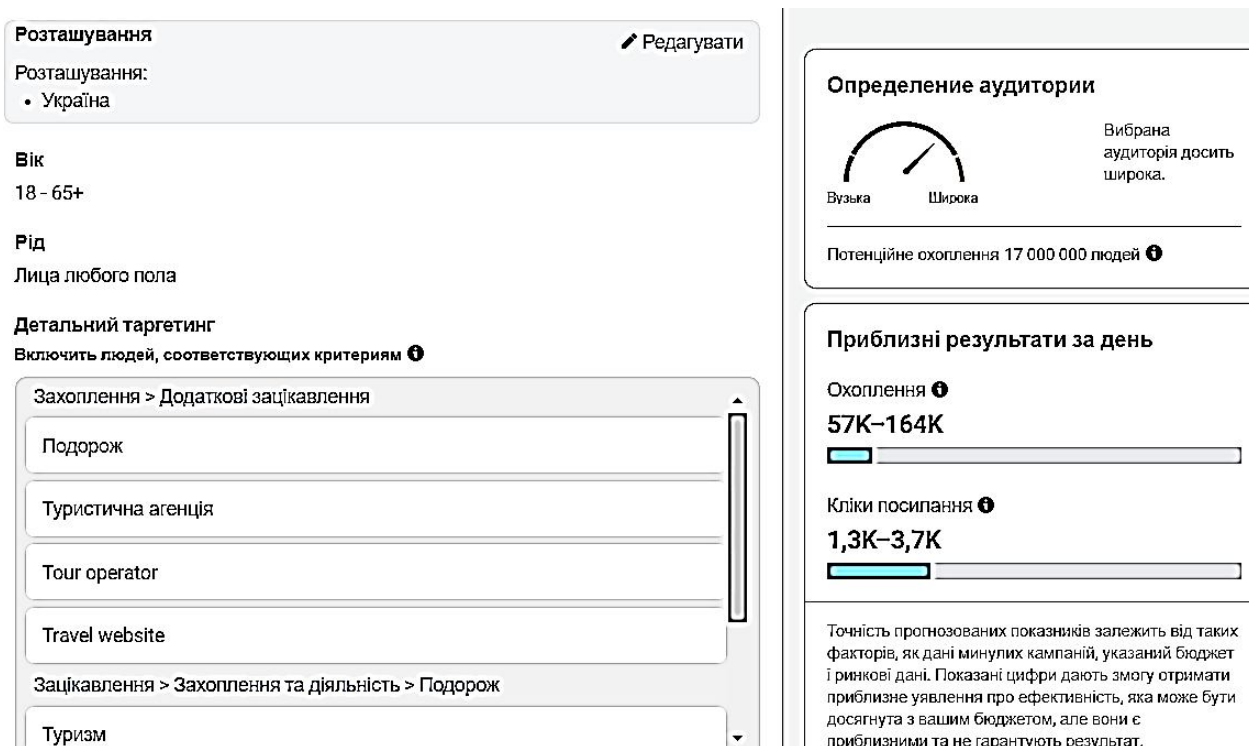 Розташування
Редагувати
Розташування:
• Україна
Вік
18 - 65+
Рід
Лица любого пола
Детальний таргетинг
Включить людей, соответствующих критериям
Захоплення > Додаткові зацікавлення
Подорож
Туристична агенція
Tour operator
Travel website
Зацікавлення > Захоплення та діяльність > Подорож
Туризм
Определение аудитории
Вибрана
аудиторія досить
широка.
Вузька Широка
Потенційне охоплення 17 000 000 людей
Приблизні результати за день
Охоплення
57K–164K
Кліки посилання
1,3K–3,7K
Точність прогнозованих показників залежить від таких
факторів, як дані минулих кампаній, указаний бюджет
і ринкові дані. Показані цифри дають змогу отримати
приблизне уявлення про ефективність, яка може бути
досягнута з вашим бюджетом, але вони є
приблизними та не гарантують результат.